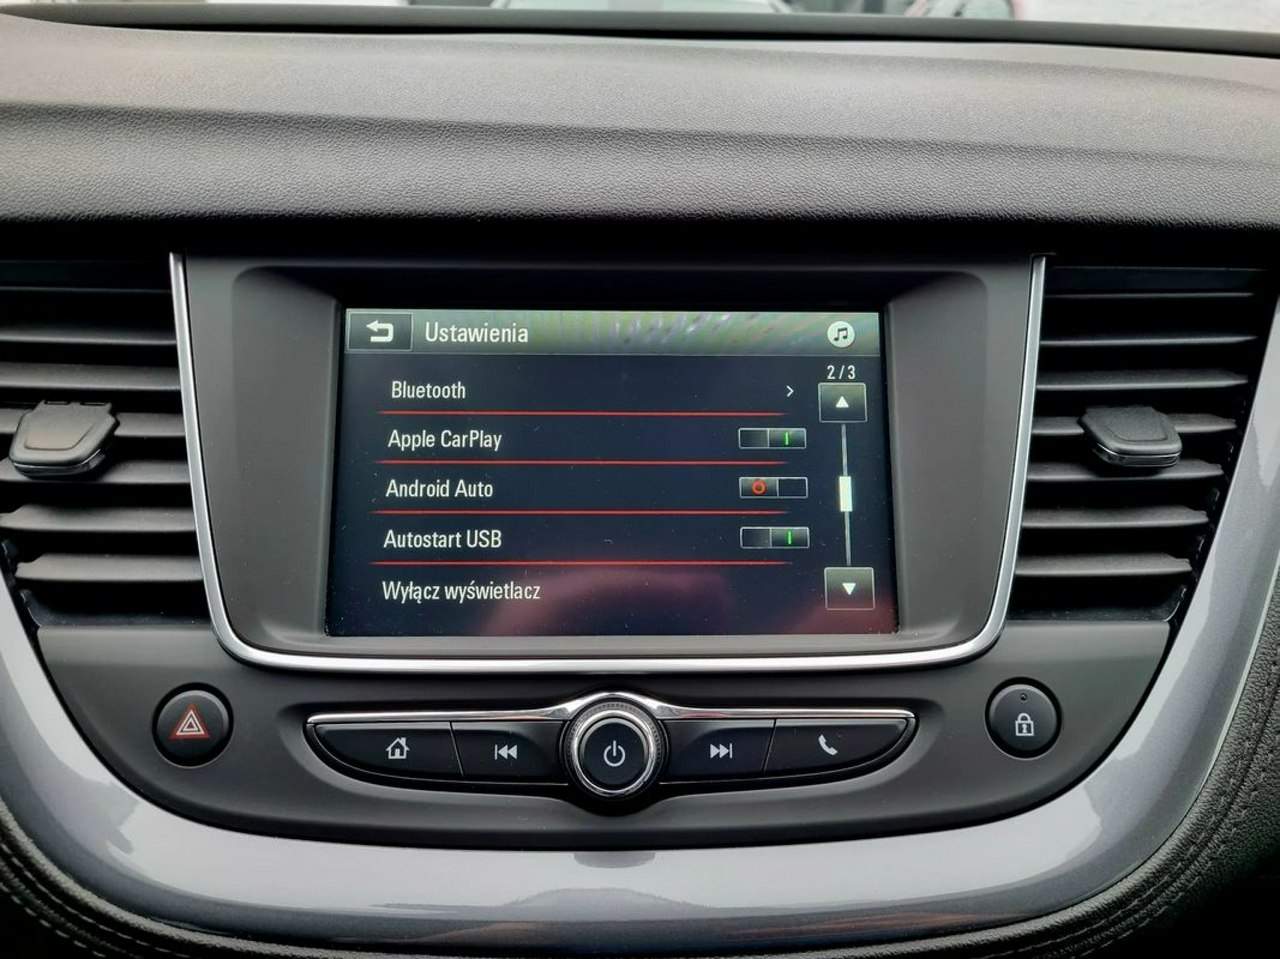 Ustawienia
2/3
Bluetooth
Apple CarPlay
Android Auto
Autostart USB
Wyłącz wyświetlacz